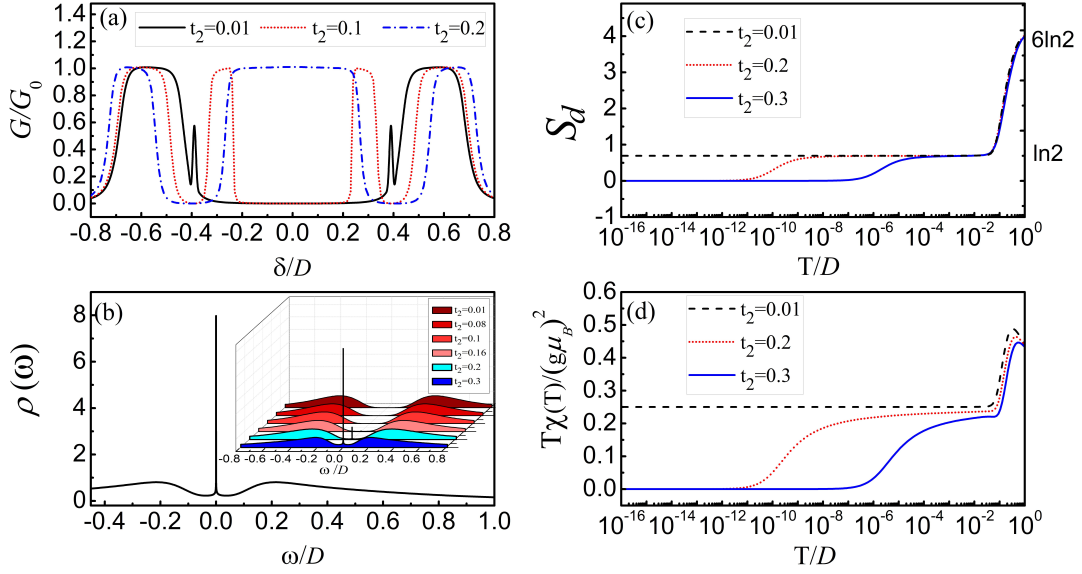 (a)
t2=0.01 t2=0.1 t2=0.2
1.4
1.2
1.0
0.8
0.6
0.4
0.2
0.0
G/G0
-0.8 -0.6 -0.4 -0.2 0.0 0.2 0.4 0.6 0.8
δ/D
(b)
8
6
4
2
0
ρ(ω)
t2=0.01
t2=0.08
t2=0.1
t2=0.16
t2=0.2
t2=0.3
-0.8 -0.6 -0.4 -0.2 0.0 0.2 0.4 0.6 0.8
ω/D
-0.4 -0.2 0.0 0.2 0.4 0.6 0.8 1.0
ω/D
(c)
t2=0.01
t2=0.2
t2=0.3
4
3
2
1
0
-1
Sd
6ln2
ln2
10-16 10-14 10-12 10-10 10-8 10-6 10-4 10-2 100
T/D
(d)
t2=0.01
t2=0.2
t2=0.3
0.6
0.5
0.4
0.3
0.2
0.1
0.0
Tχ(T)/(gμB)2
10-16 10-14 10-12 10-10 10-8 10-6 10-4 10-2 100
T/D